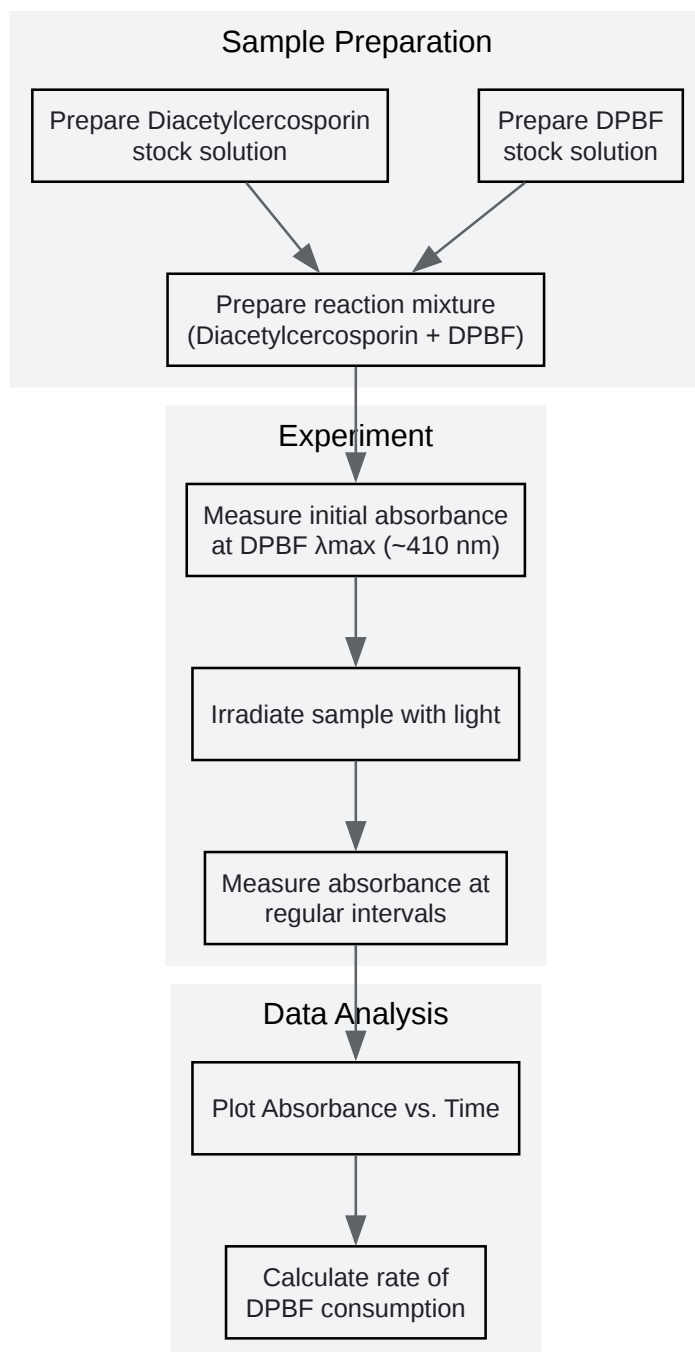 Sample Preparation
Prepare Diacetylcercosporin
stock solution
Prepare DPBF
stock solution
Prepare reaction mixture
(Diacetylcercosporin + DPBF)
Experiment
Measure initial absorbance
at DPBF λmax (~410 nm)
Irradiate sample with light
Measure absorbance at
regular intervals
Data Analysis
Plot Absorbance vs. Time
Calculate rate of
DPBF consumption